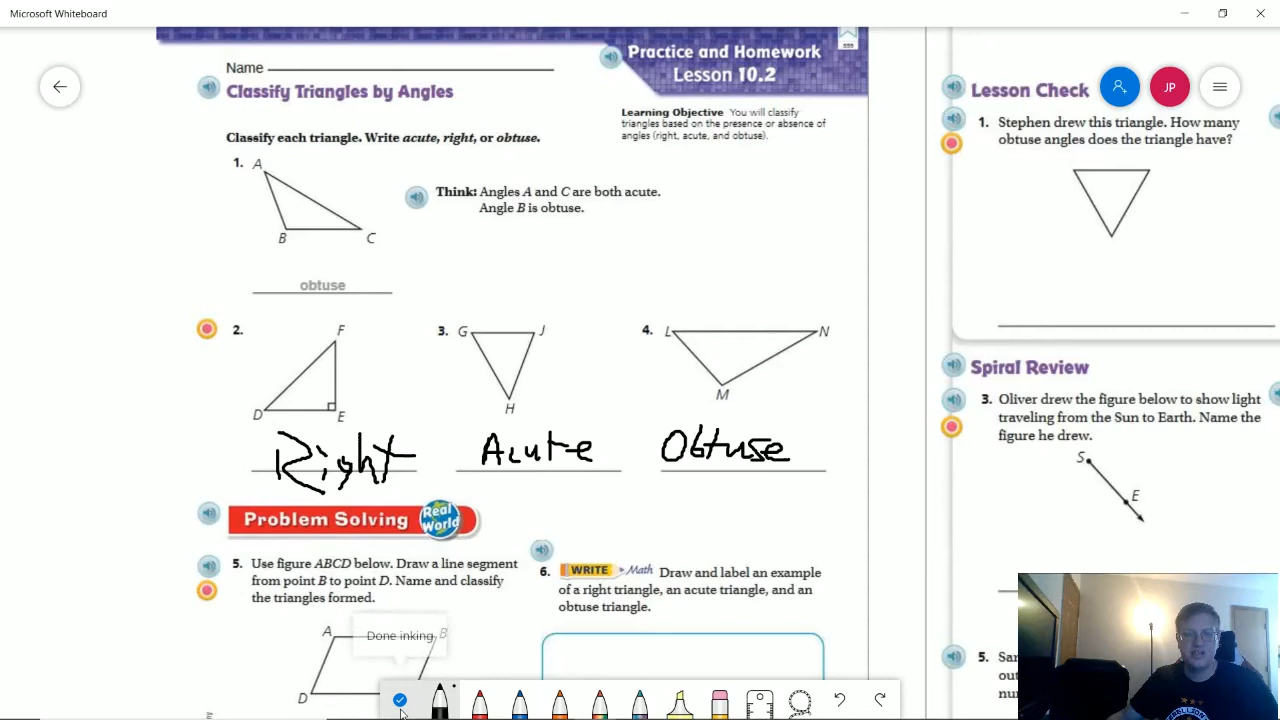 Microsoft Whiteboard
Practice and Homework
Lesson 10.2
Name
Classify Triangles by Angles
Learning Objective You will classify
triangles based on the presence or absence of
angles (right, acute, and obtuse).
Classify each triangle. Write acute, right, or obtuse.
1. A
B
C
Think: Angles A and C are both acute.
Angle B is obtuse.
obtuse
2.
F
D
E
3. G
J
H
4. L
N
M
Right
Acute
Obtuse
Problem Solving
Real
World
5. Use figure ABCD below. Draw a line segment
from point B to point D. Name and classify
the triangles formed.
A
B
D
Done inking
6. WRITE Math Draw and label an example
of a right triangle, an acute triangle, and an
obtuse triangle.
JP
Lesson Check
1. Stephen drew this triangle. How many
obtuse angles does the triangle have?
Spiral Review
3. Oliver drew the figure below to show light
traveling from the Sun to Earth. Name the
figure he drew.
S
E
5. Sar
out
nu